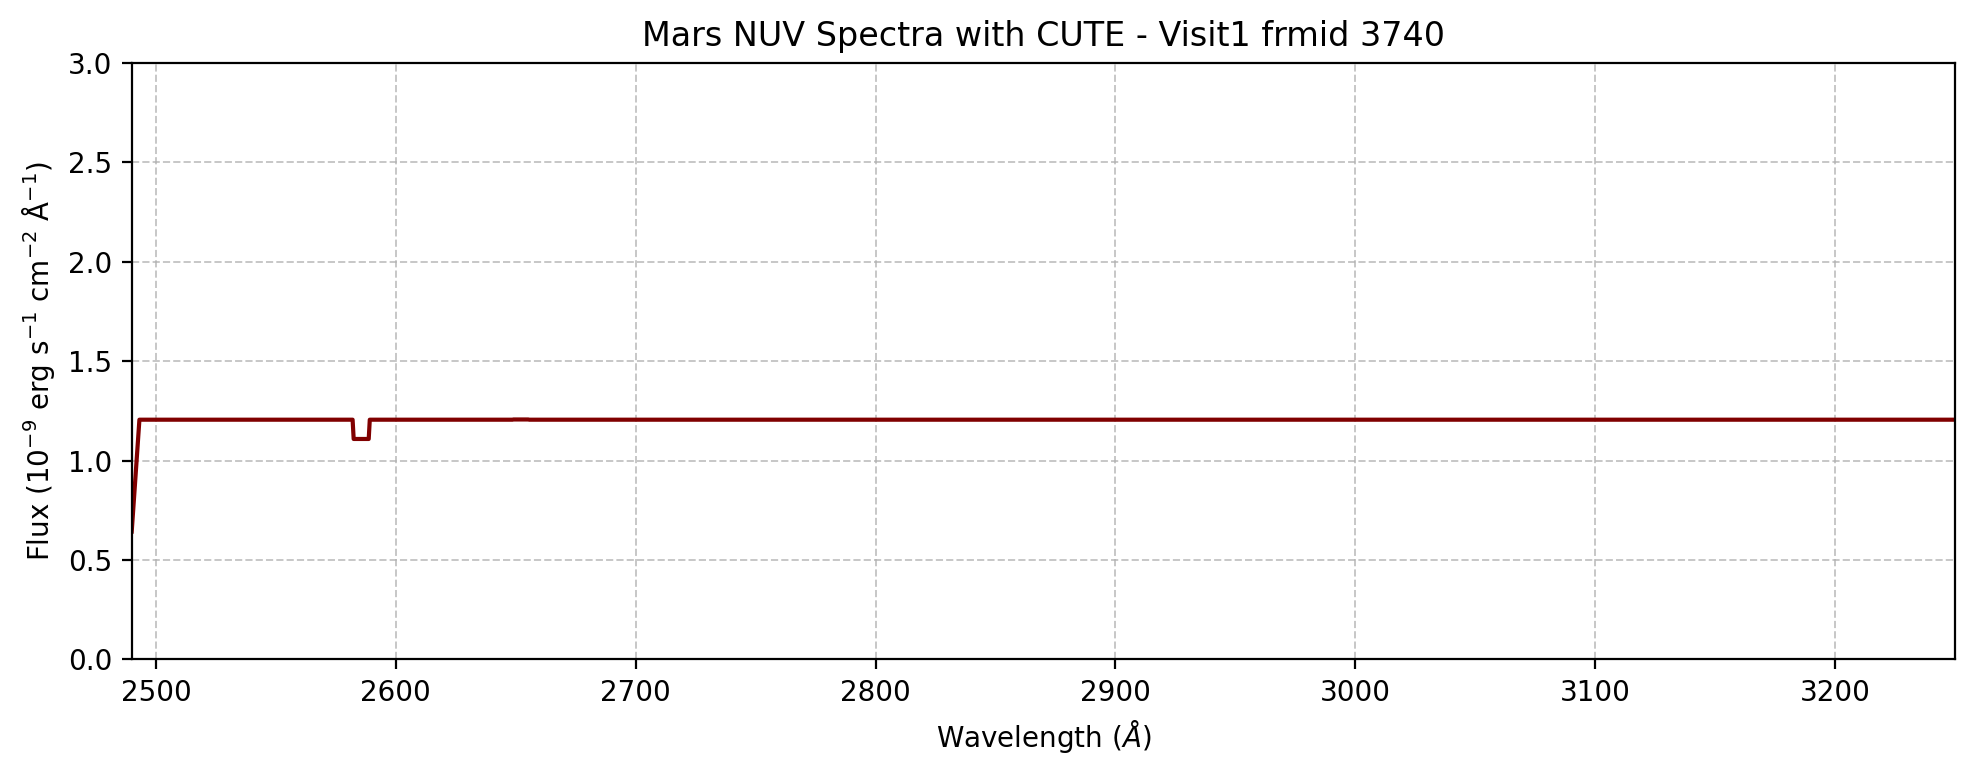 Mars NUV Spectra with CUTE - Visit1 frmid 3740
Flux (10⁻⁹ erg s⁻¹ cm⁻² Å⁻¹)
3.0
2.5
2.0
1.5
1.0
0.5
0.0
2500 2600 2700 2800 2900 3000 3100 3200
Wavelength (Å)